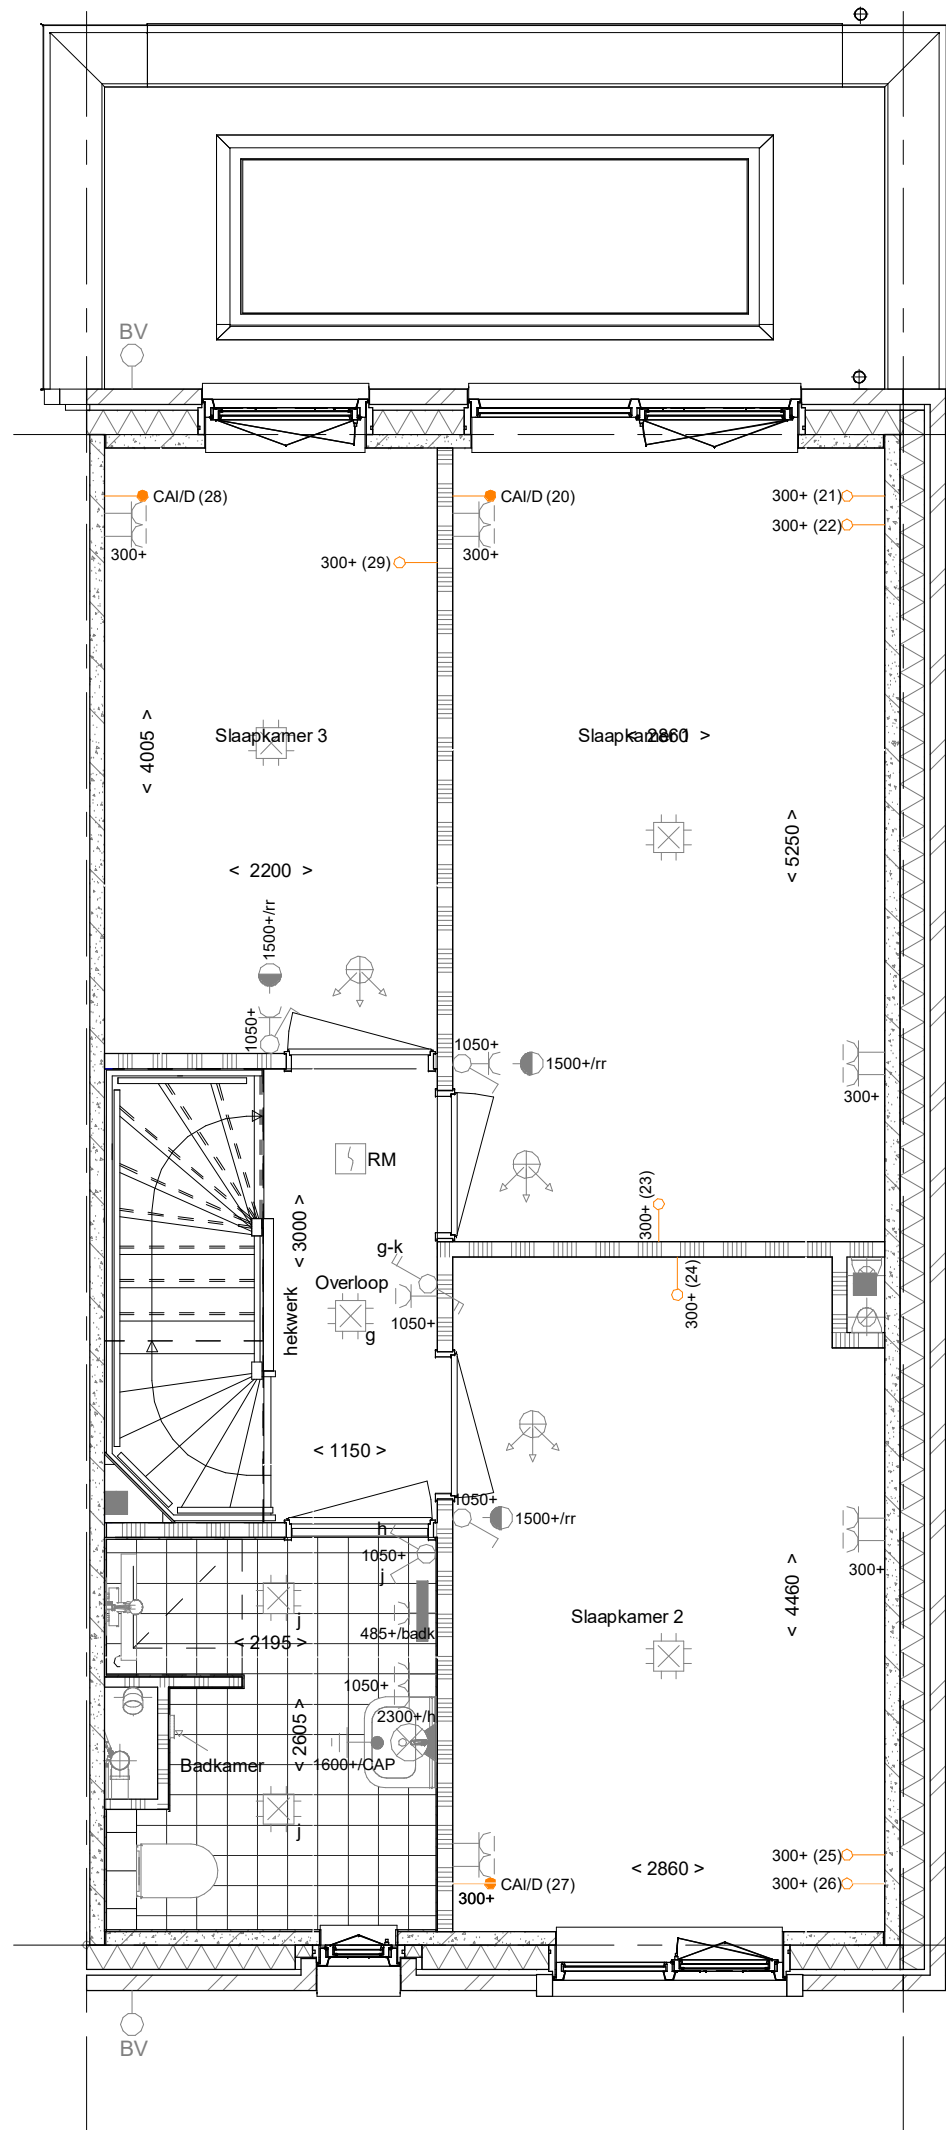 BV
CAI/D (28)
300+
300+ (29)
CAI/D (20)
300+
300+ (21)
300+ (22)
< 4005 >
Slaapkamer 3
Slaapkamer 1
< 2860 >
< 5250 >
< 2200 >
1500+/rr
1050+
1050+
1500+/rr
300+
RM
< 3000 >
g-k
Overloop
g
1050+
hekwerk
300+ (23)
300+ (24)
< 1150 >
1050+
1500+/rr
300+
h
1050+
j
j
485+/badk
< 2195 >
Slaapkamer 2
< 4460 >
1050+
2300+/h
< 2605 >
Badkamer
1600+/CAP
j
< 2860 >
300+ (25)
300+ (26)
CAI/D (27)
300+
BV